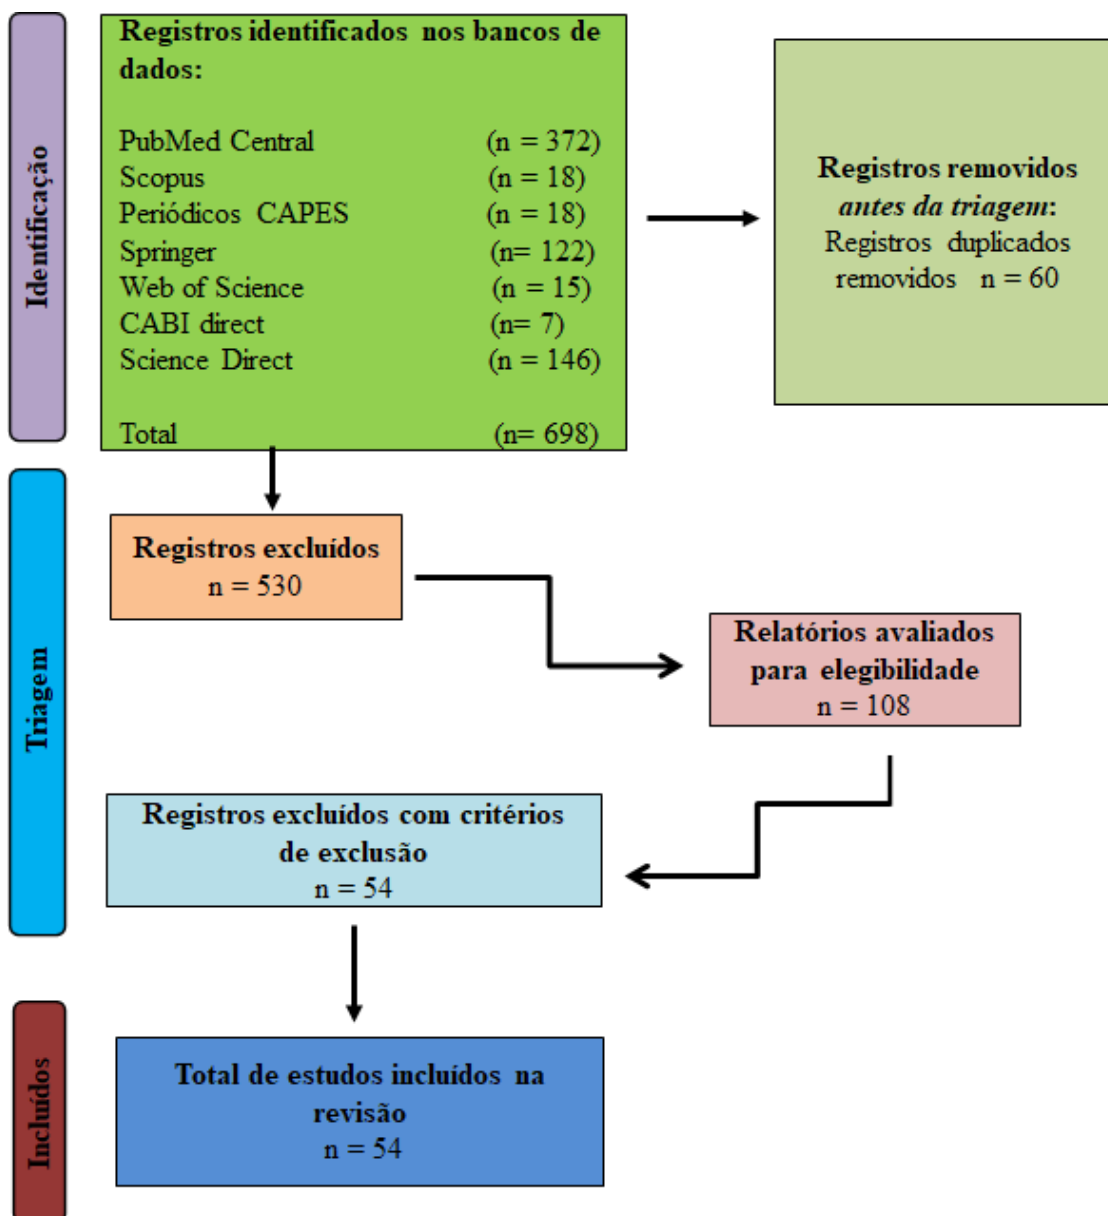 Identificação
Registros identificados nos bancos de
dados:
PubMed Central (n = 372)
Scopus (n = 18)
Periódicos CAPES (n = 18)
Springer (n= 122)
Web of Science (n = 15)
CABI direct (n= 7)
Science Direct (n = 146)
Total (n= 698)
Registros removidos
antes da triagem:
Registros duplicados
removidos n = 60
Triagem
Registros excluídos
n = 530
Relatórios avaliados
para elegibilidade
n = 108
Registros excluídos com critérios
de exclusão
n = 54
Incluídos
Total de estudos incluídos na
revisão
n = 54